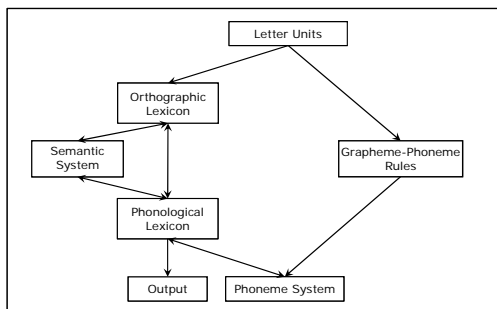 Letter Units
Orthographic
Lexicon
Semantic
System
Grapheme-Phoneme
Rules
Phonological
Lexicon
Output
Phoneme System